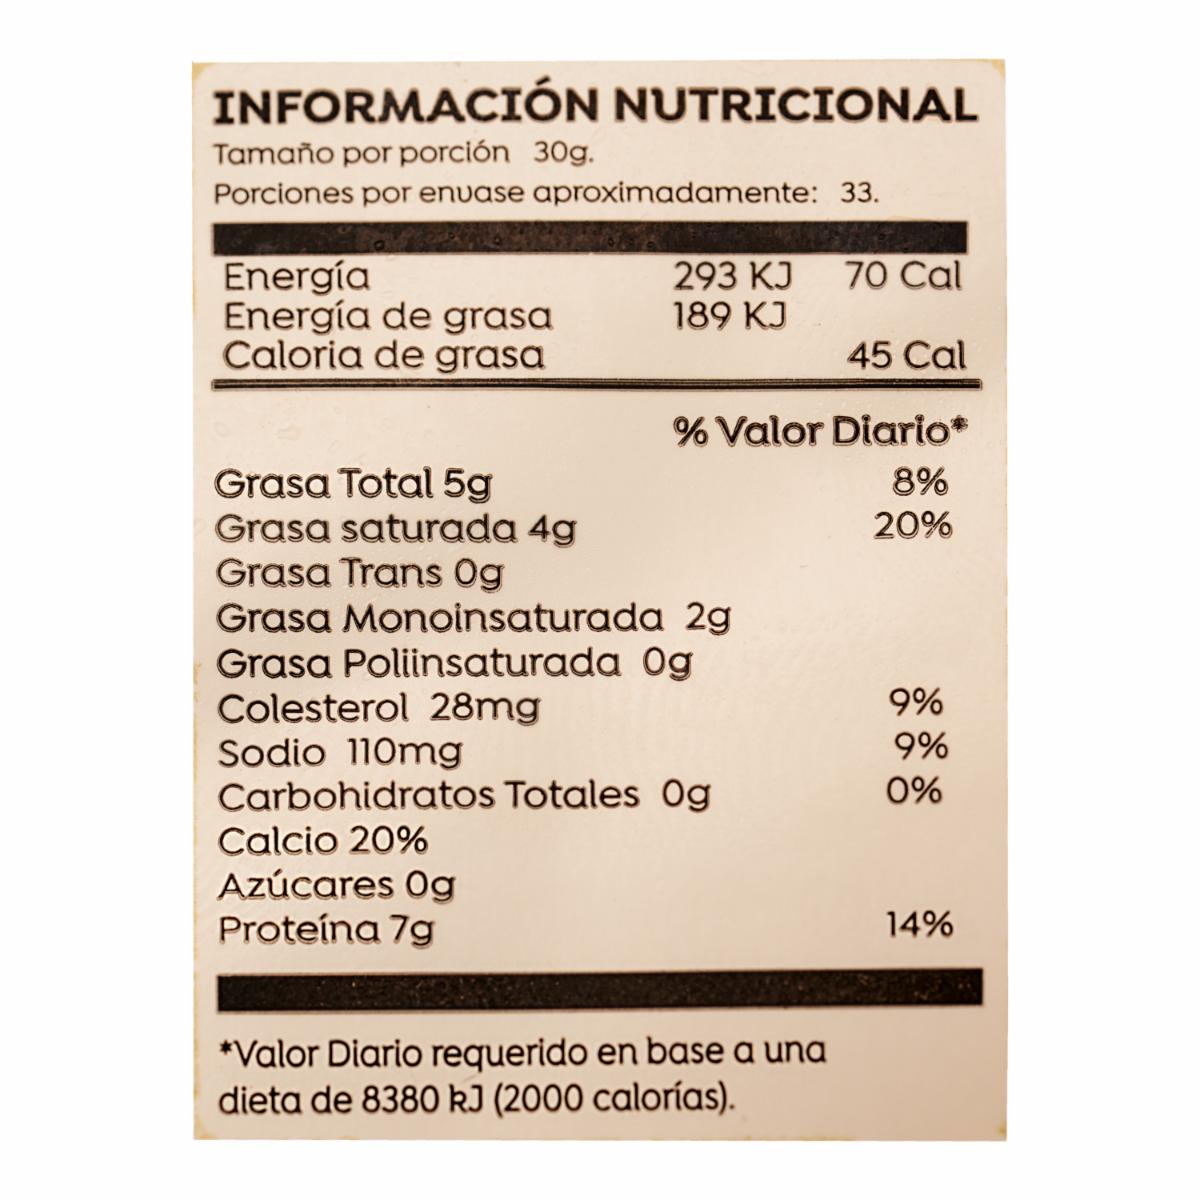 INFORMACIÓN NUTRICIONAL
Tamaño por porción 30g.
Porciones por envase aproximadamente: 33.
Energía 293 KJ 70 Cal
Energía de grasa 189 KJ
Caloria de grasa 45 Cal
% Valor Diario*
Grasa Total 5g 8%
Grasa saturada 4g 20%
Grasa Trans 0g
Grasa Monoinsaturada 2g
Grasa Poliinsaturada 0g
Colesterol 28mg 9%
Sodio 110mg 9%
Carbohidratos Totales 0g 0%
Calcio 20%
Azúcares 0g
Proteína 7g 14%
*Valor Diario requerido en base a una
dieta de 8380 kJ (2000 calorías).